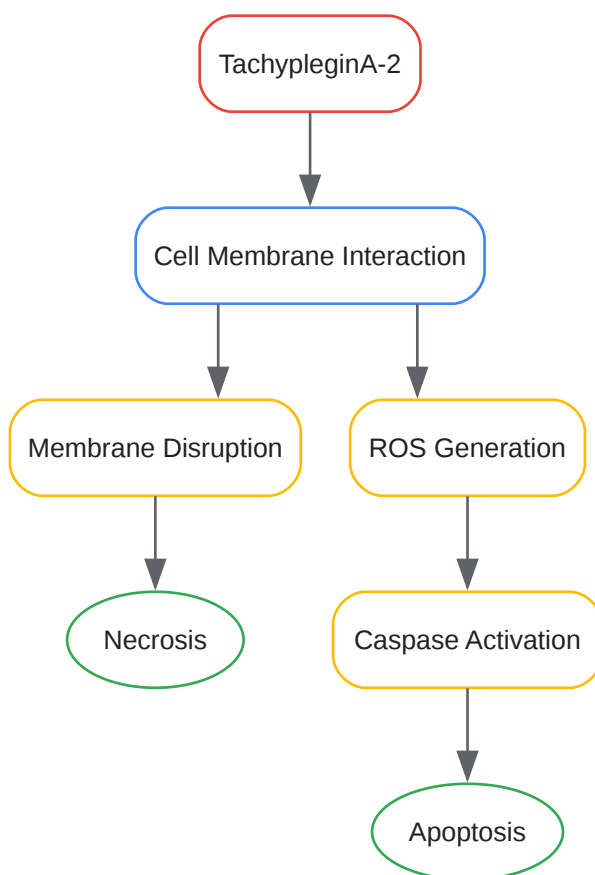 TachypleginA-2
Cell Membrane Interaction
Membrane Disruption
ROS Generation
Necrosis
Caspase Activation
Apoptosis